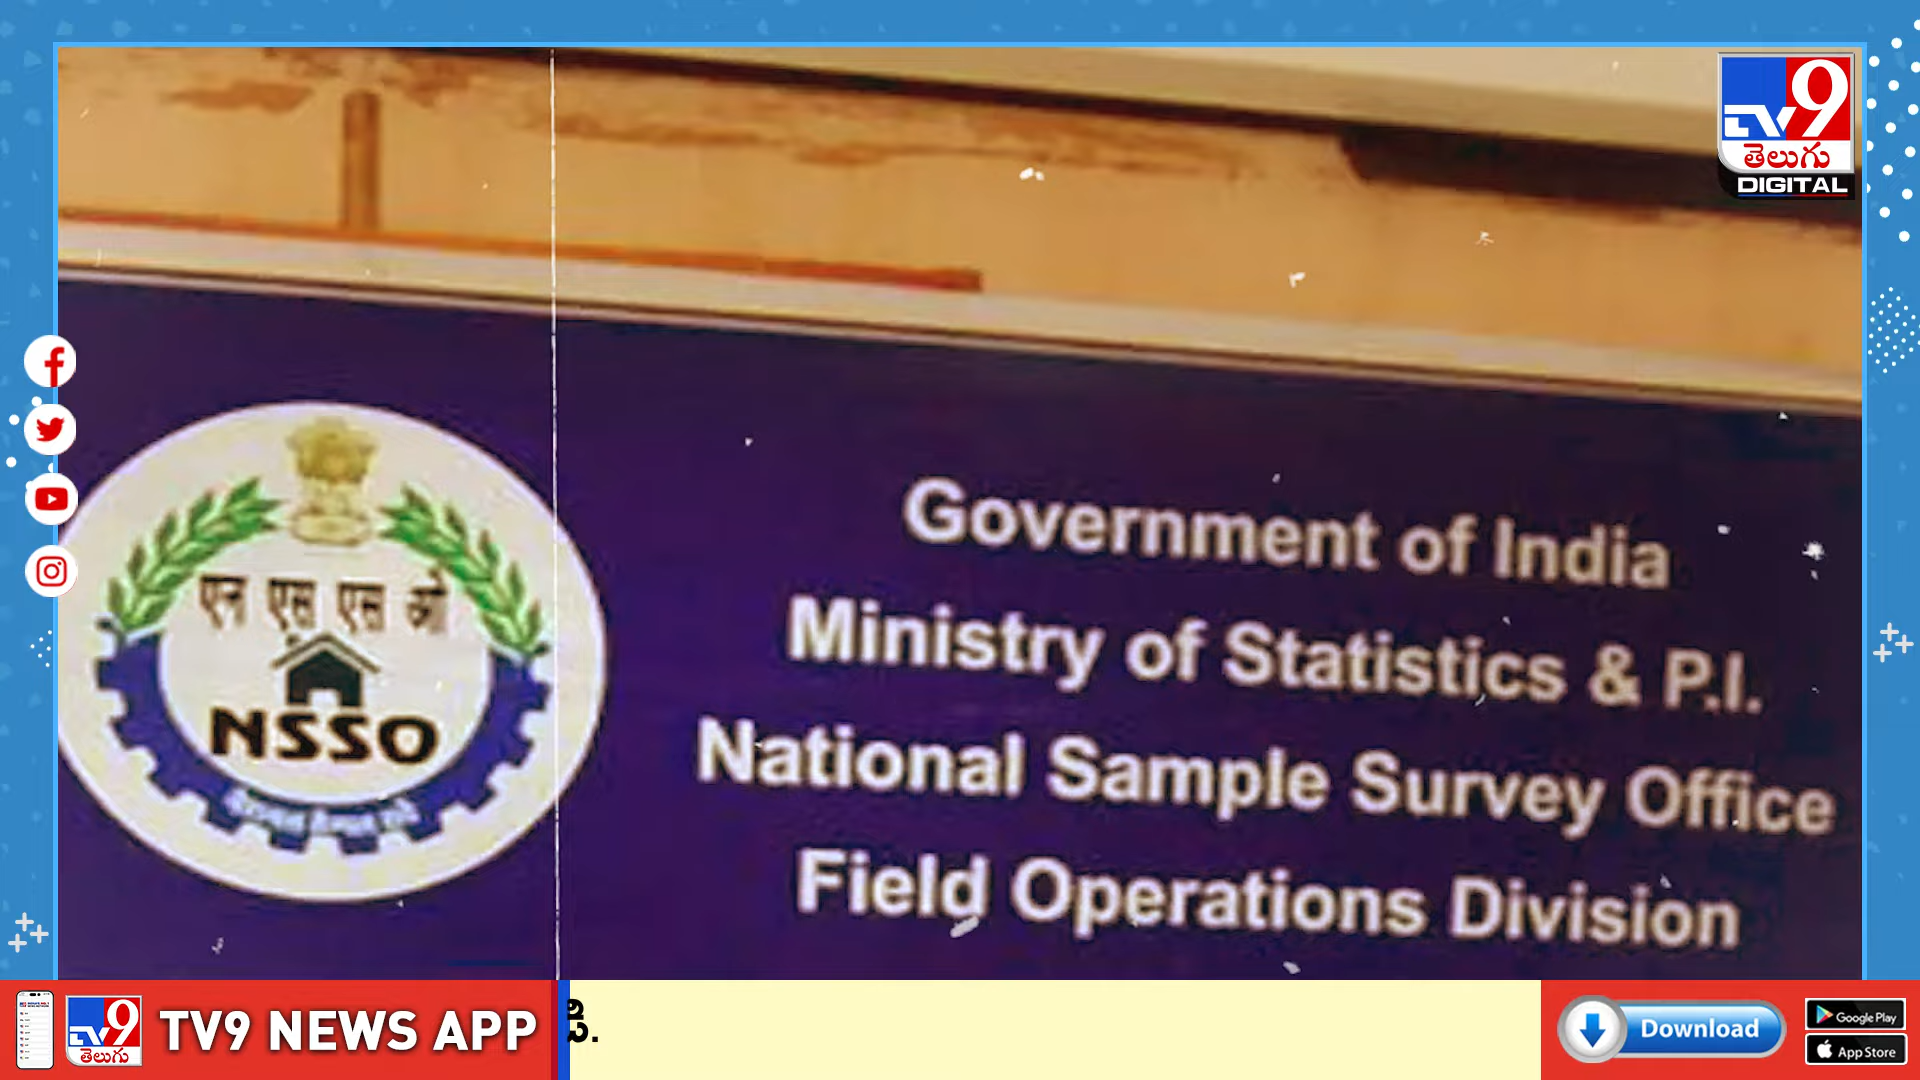 TV9
తెలుగు
DIGITAL
एन एस एस ओ
NSSO
Government of India
Ministry of Statistics & P.I.
National Sample Survey Office
Field Operations Division
TV9
తెలుగు
TV9 NEWS APP
Download
Google Play
App Store